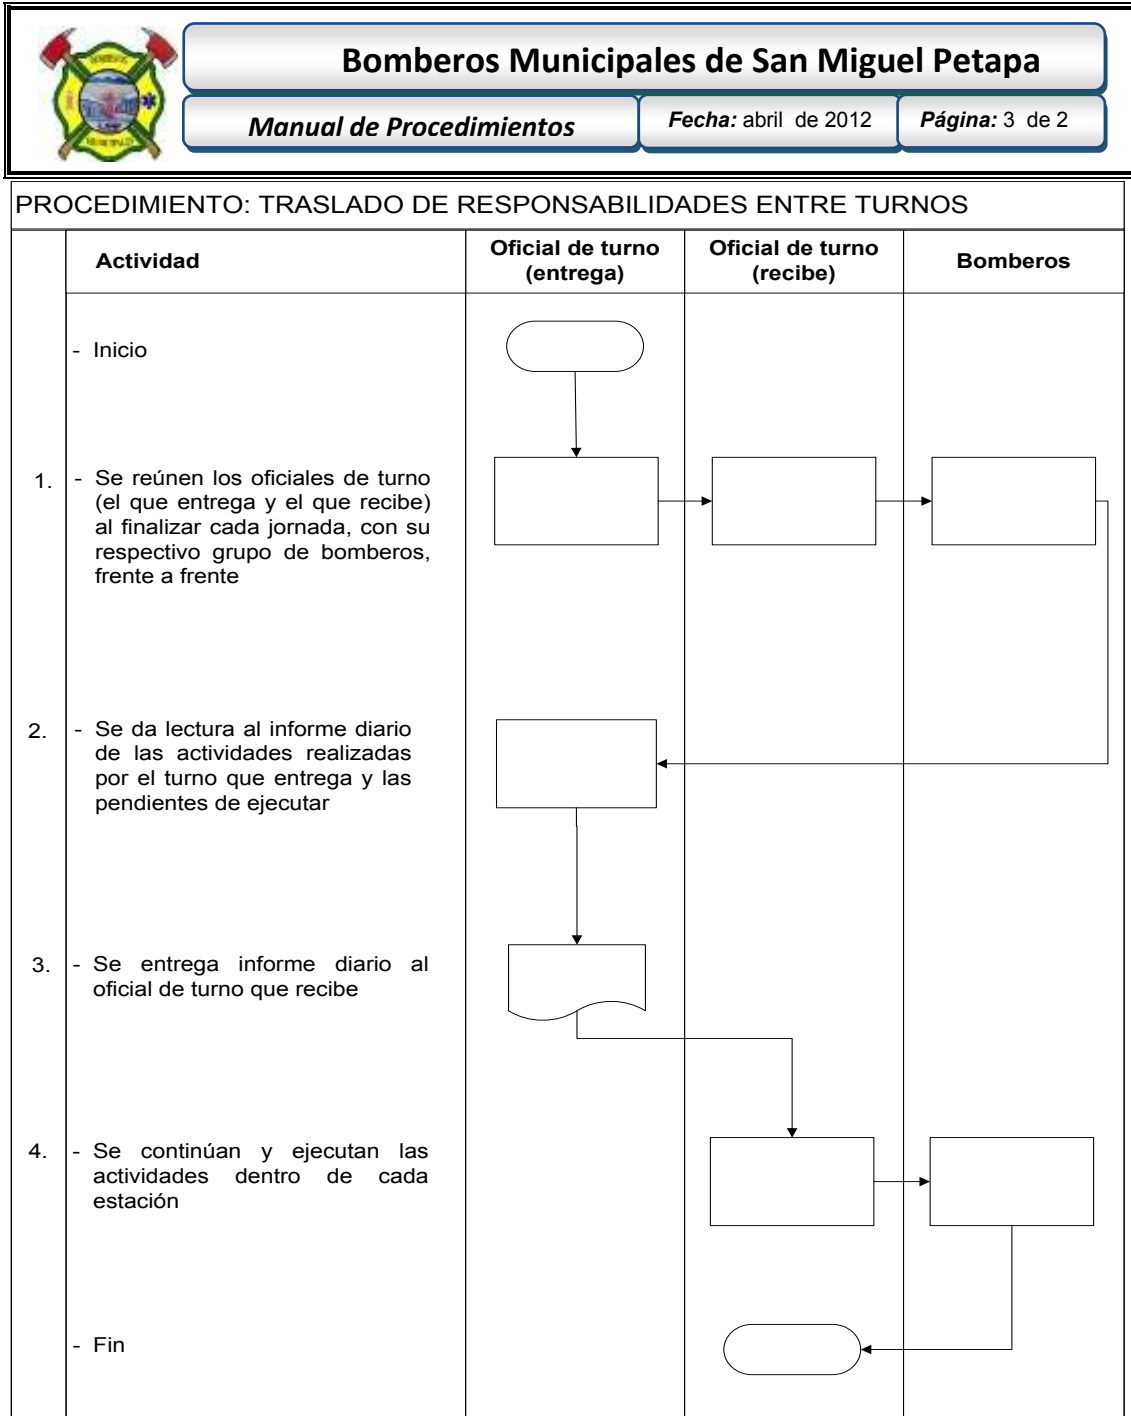 Bomberos Municipales de San Miguel Petapa
Manual de Procedimientos
Fecha: abril de 2012
Página: 3 de 2
PROCEDIMIENTO: TRASLADO DE RESPONSABILIDADES ENTRE TURNOS
Actividad
Oficial de turno
(entrega)
Oficial de turno
(recibe)
Bomberos
- Inicio
1. - Se reúnen los oficiales de turno
(el que entrega y el que recibe)
al finalizar cada jornada, con su
respectivo grupo de bomberos,
frente a frente
2. - Se da lectura al informe diario
de las actividades realizadas
por el turno que entrega y las
pendientes de ejecutar
3. - Se entrega informe diario al
oficial de turno que recibe
4. - Se continúan y ejecutan las
actividades dentro de cada
estación
- Fin